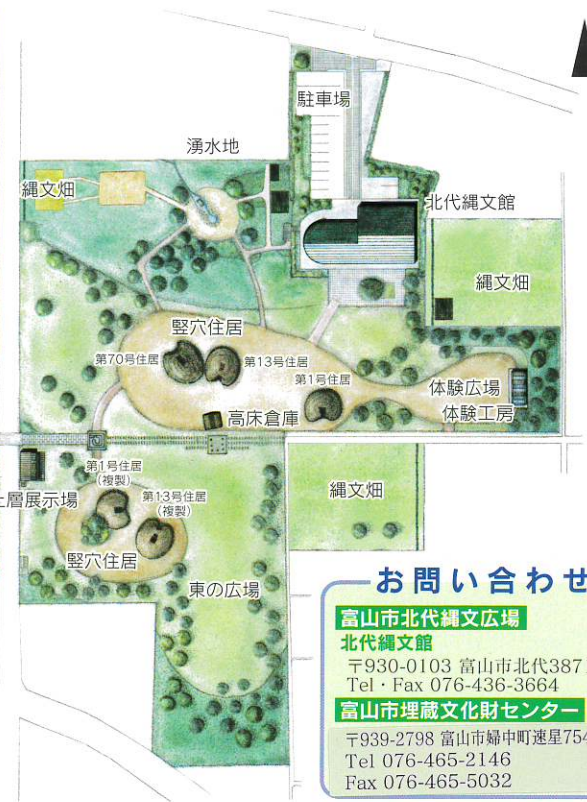 駐車場
湧水地
縄文畑
北代縄文館
縄文畑
竪穴住居
第70号住居
第13号住居
第1号住居
体験広場
高床倉庫
体験工房
第1号住居
(複製)
土層展示場
第13号住居
(複製)
縄文畑
竪穴住居
東の広場
お問い合わせ
富山市北代縄文広場
北代縄文館
〒930-0103 富山市北代387
Tel・Fax 076-436-3664
富山市埋蔵文化財センター
〒939-2798 富山市婦中町速星754
Tel 076-465-2146
Fax 076-465-5032